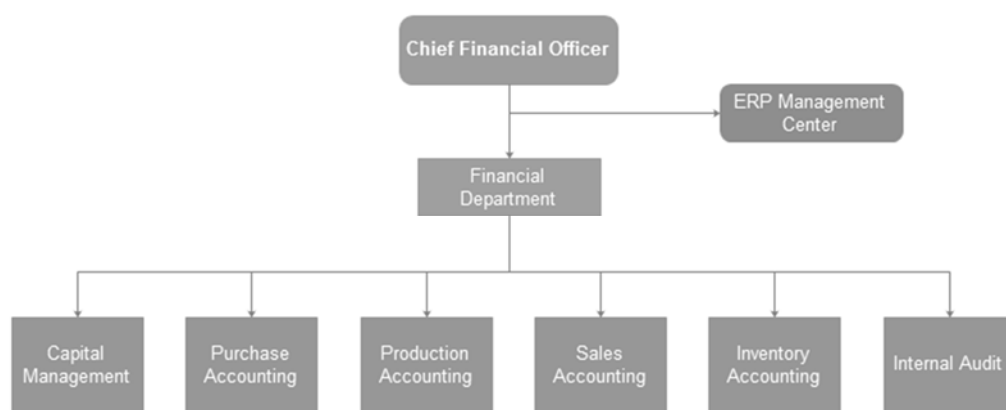 Chief Financial Officer
ERP Management
Center
Financial
Department
Capital
Management
Purchase
Accounting
Production
Accounting
Sales
Accounting
Inventory
Accounting
Internal Audit